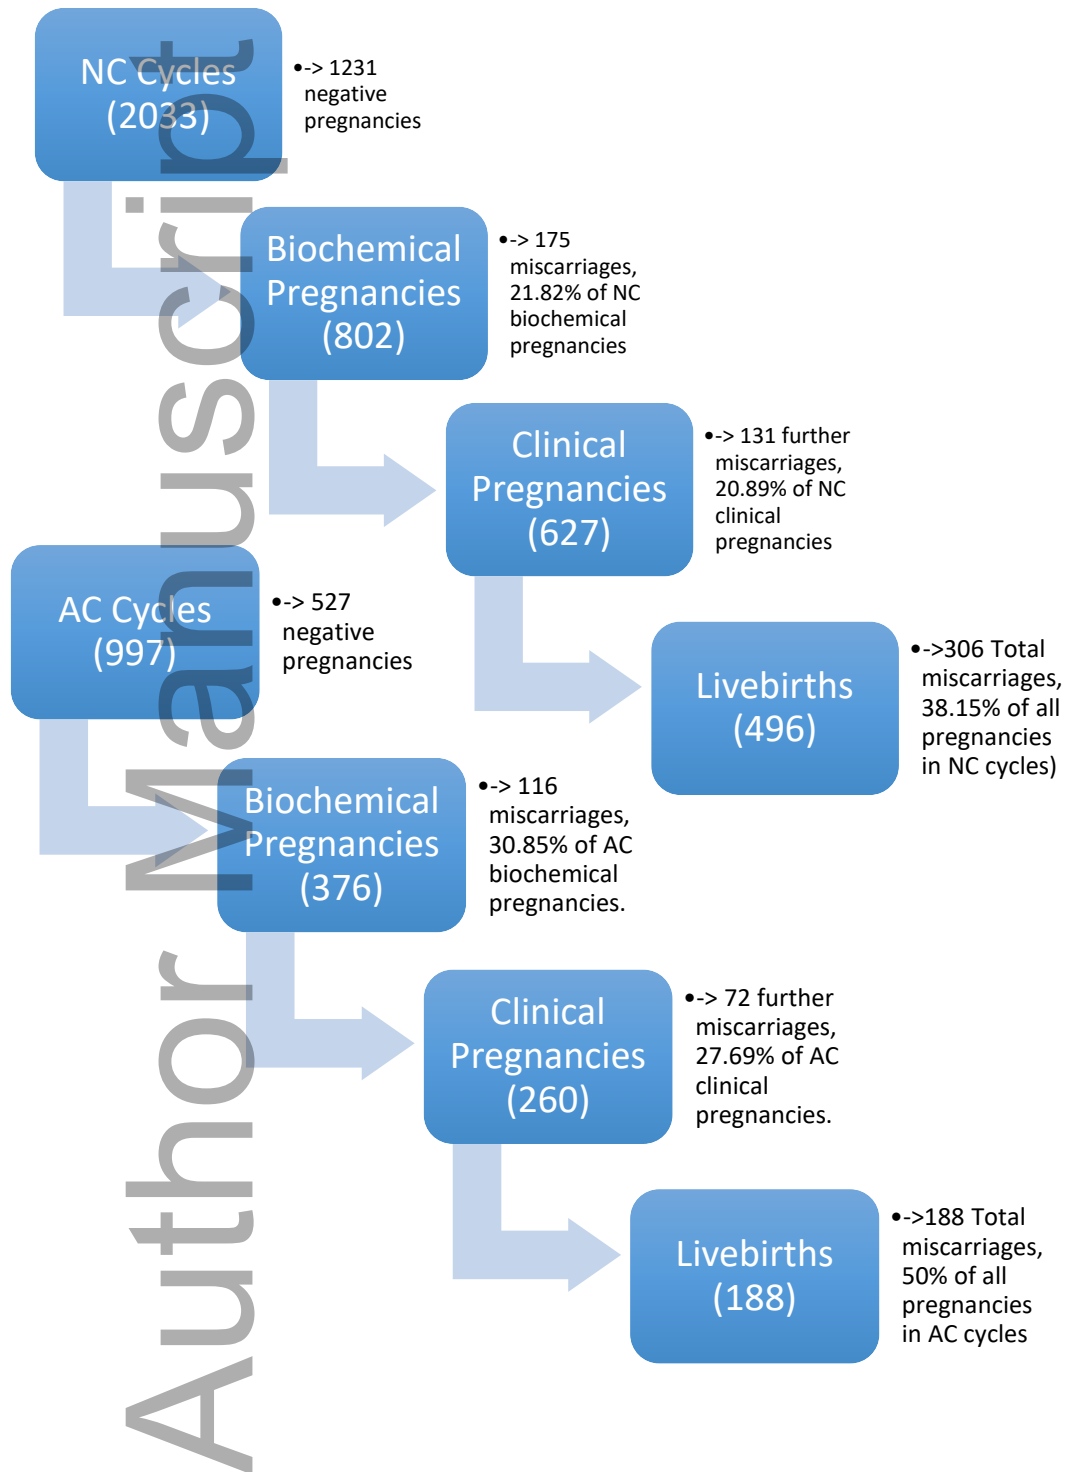 NC Cycles
(2033)
•-> 1231
negative
pregnancies
Biochemical
Pregnancies
(802)
•-> 175
miscarriages,
21.82% of NC
biochemical
pregnancies
Clinical
Pregnancies
(627)
•-> 131 further
miscarriages,
20.89% of NC
clinical
pregnancies
Livebirths
(496)
•->306 Total
miscarriages,
38.15% of all
pregnancies
in NC cycles)
AC Cycles
(997)
•-> 527
negative
pregnancies
Biochemical
Pregnancies
(376)
•-> 116
miscarriages,
30.85% of AC
biochemical
pregnancies.
Clinical
Pregnancies
(260)
•-> 72 further
miscarriages,
27.69% of AC
clinical
pregnancies.
Livebirths
(188)
•->188 Total
miscarriages,
50% of all
pregnancies
in AC cycles
Author Manuscript